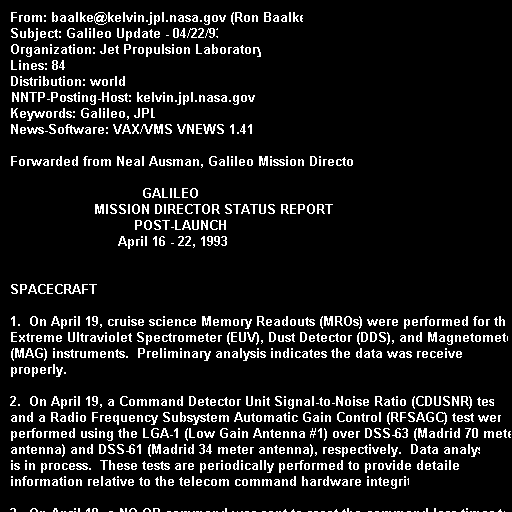 From: baalke@kelvin.jpl.nasa.gov (Ron Baalke
Subject: Galileo Update - 04/22/93
Organization: Jet Propulsion Laboratory
Lines: 84
Distribution: world
NNTP-Posting-Host: kelvin.jpl.nasa.gov
Keywords: Galileo, JPL
News-Software: VAX/VMS VNEWS 1.41
Forwarded from Neal Ausman, Galileo Mission Directo
GALILEO
MISSION DIRECTOR STATUS REPORT
POST-LAUNCH
April 16 - 22, 1993
SPACECRAFT
1. On April 19, cruise science Memory Readouts (MROs) were performed for th
Extreme Ultraviolet Spectrometer (EUV), Dust Detector (DDS), and Magnetomet
(MAG) instruments. Preliminary analysis indicates the data was receive
properly.
2. On April 19, a Command Detector Unit Signal-to-Noise Ratio (CDUSNR) tes
and a Radio Frequency Subsystem Automatic Gain Control (RFSAGC) test wer
performed using the LGA-1 (Low Gain Antenna #1) over DSS-63 (Madrid 70 mete
antenna) and DSS-61 (Madrid 34 meter antenna), respectively. Data analys
is in process. These tests are periodically performed to provide detaile
information relative to the telecom command hardware integrit